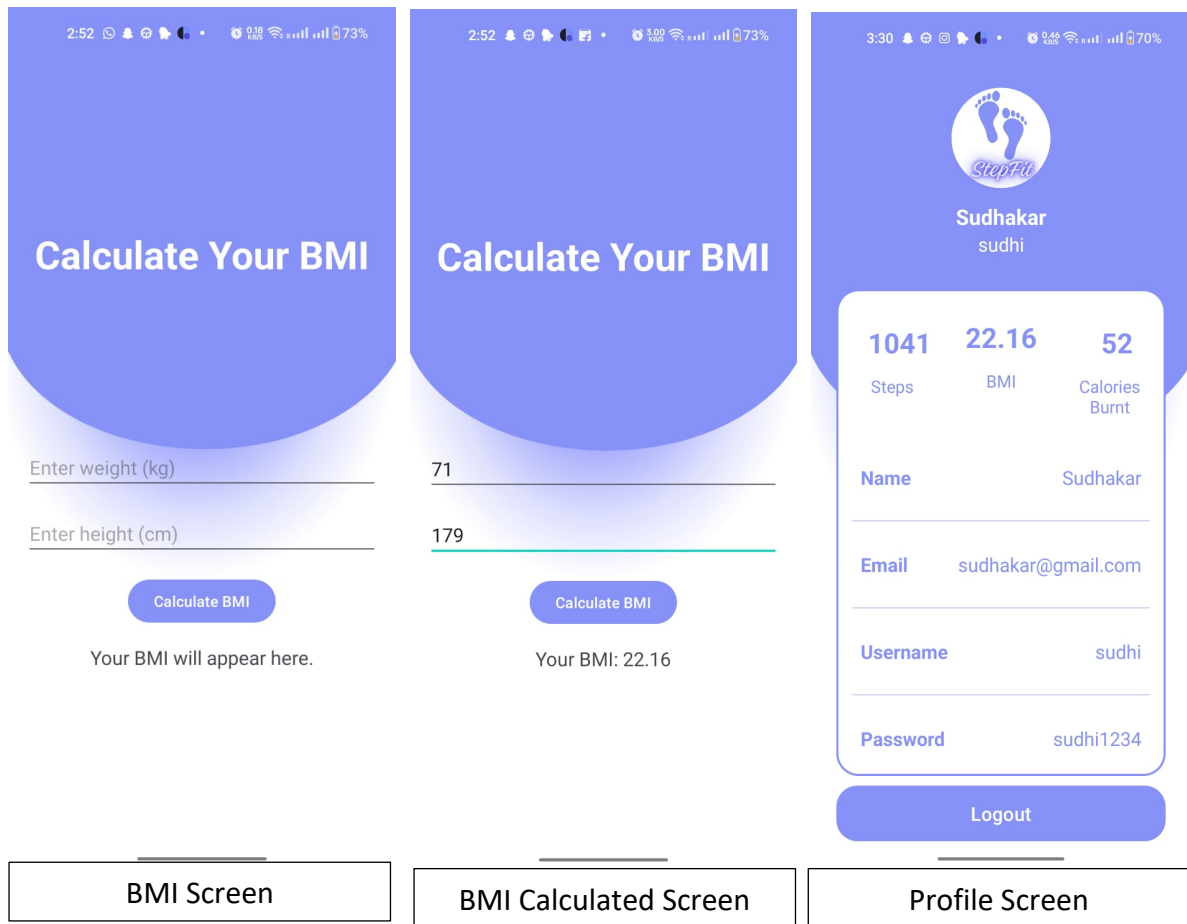 2:52
0.18
KB/S
73%
Calculate Your BMI
Enter weight (kg)
Enter height (cm)
Calculate BMI
Your BMI will appear here.
BMI Screen
2:52
3.00
KB/S
73%
Calculate Your BMI
71
179
Calculate BMI
Your BMI: 22.16
BMI Calculated Screen
3:30
0.46
KB/S
70%
StepFit
Sudhakar
sudhi
1041 22.16 52
Steps BMI Calories
Burnt
Name Sudhakar
Email sudhakar@gmail.com
Username sudhi
Password sudhi1234
Logout
Profile Screen